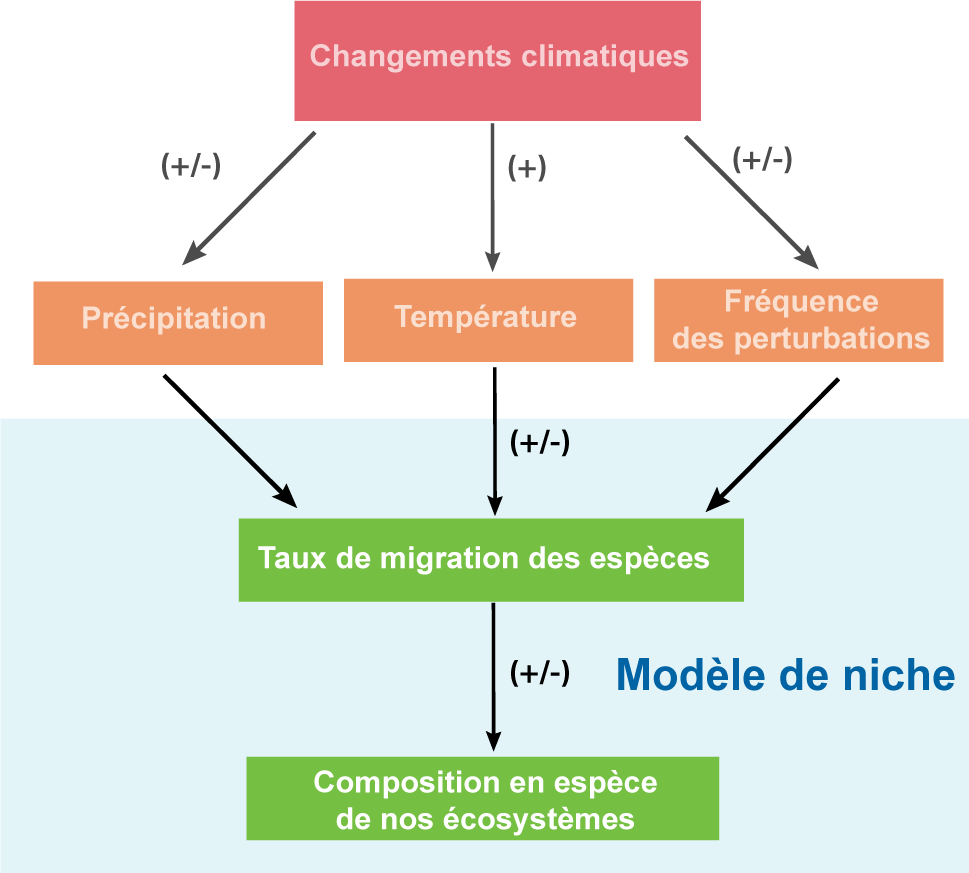 Changements climatiques
(+/-)
(+)
(+/-)
Précipitation
Température
Fréquence
des perturbations
(+/-)
Taux de migration des espèces
(+/-)
Modèle de niche
Composition en espèce
de nos écosystèmes